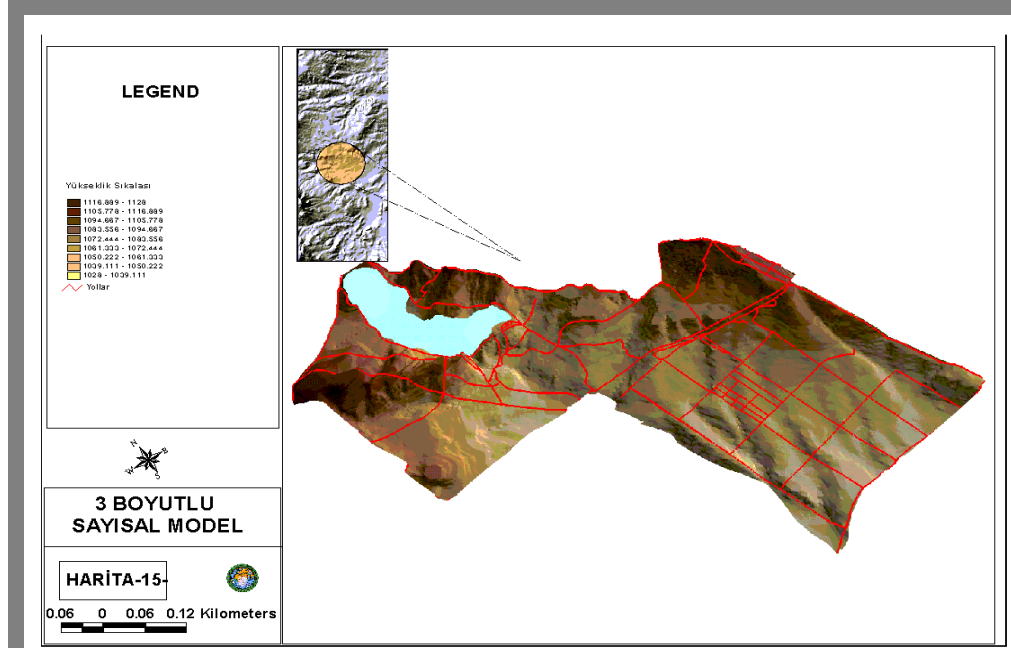 LEGEND
Yükseklik Sıkalası
1116.889 - 1128
1105.778 - 1116.889
1094.667 - 1105.778
1083.556 - 1094.667
1072.444 - 1083.556
1061.333 - 1072.444
1050.222 - 1061.333
1039.111 - 1050.222
1028 - 1039.111
Yollar
N
E
W
S
3 BOYUTLU
SAYISAL MODEL
HARİTA-15-
0.06 0 0.06 0.12 Kilometers